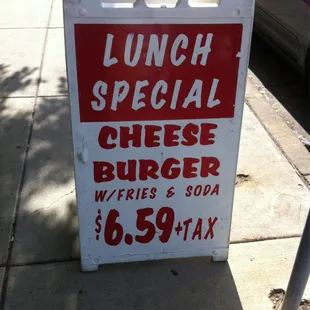 LUNCH
SPECIAL
CHEESE
BURGER
W/FRIES & SODA
$6.59+TAX